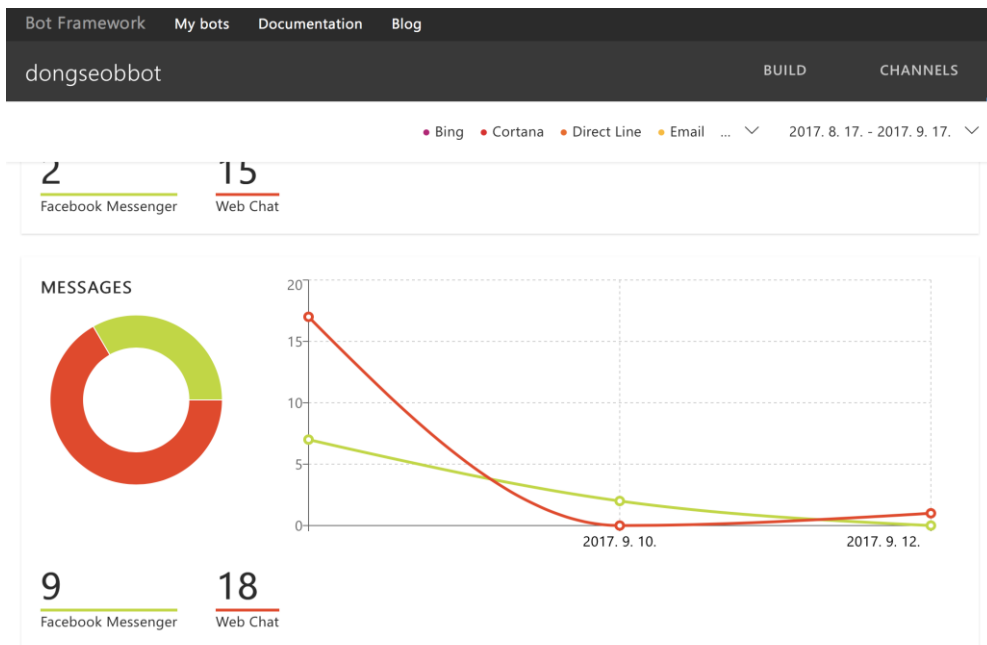 Bot Framework My bots Documentation Blog
dongseobbot BUILD CHANNELS
Bing Cortana Direct Line Email ... 2017. 8. 17. - 2017. 9. 17.
2 15
Facebook Messenger Web Chat
MESSAGES
20
15
10
5
0
2017. 9. 10. 2017. 9. 12.
9 18
Facebook Messenger Web Chat